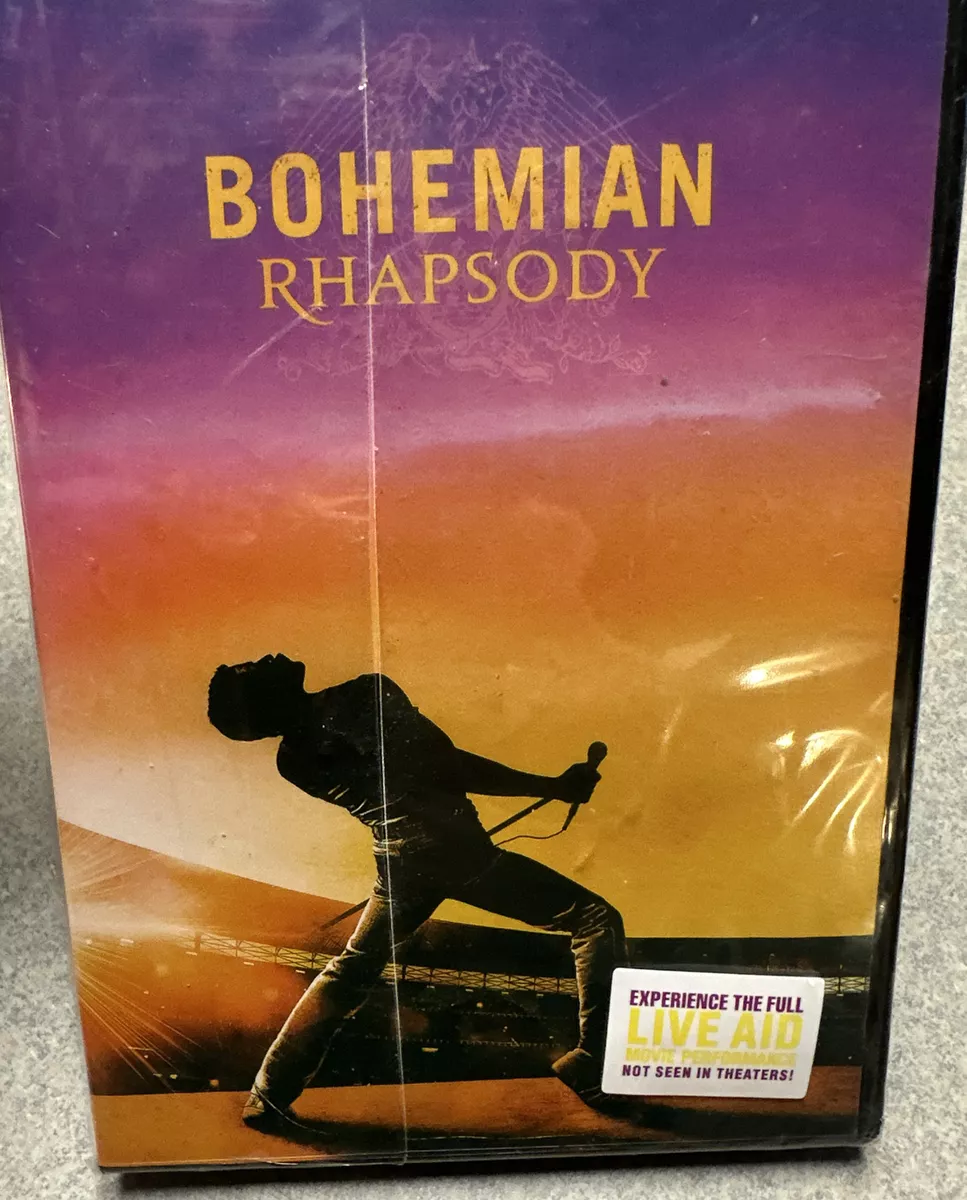 BOHEMIAN
RHAPSODY
EXPERIENCE THE FULL
LIVE AID
MOVIE PERFORMANCE
NOT SEEN IN THEATERS!